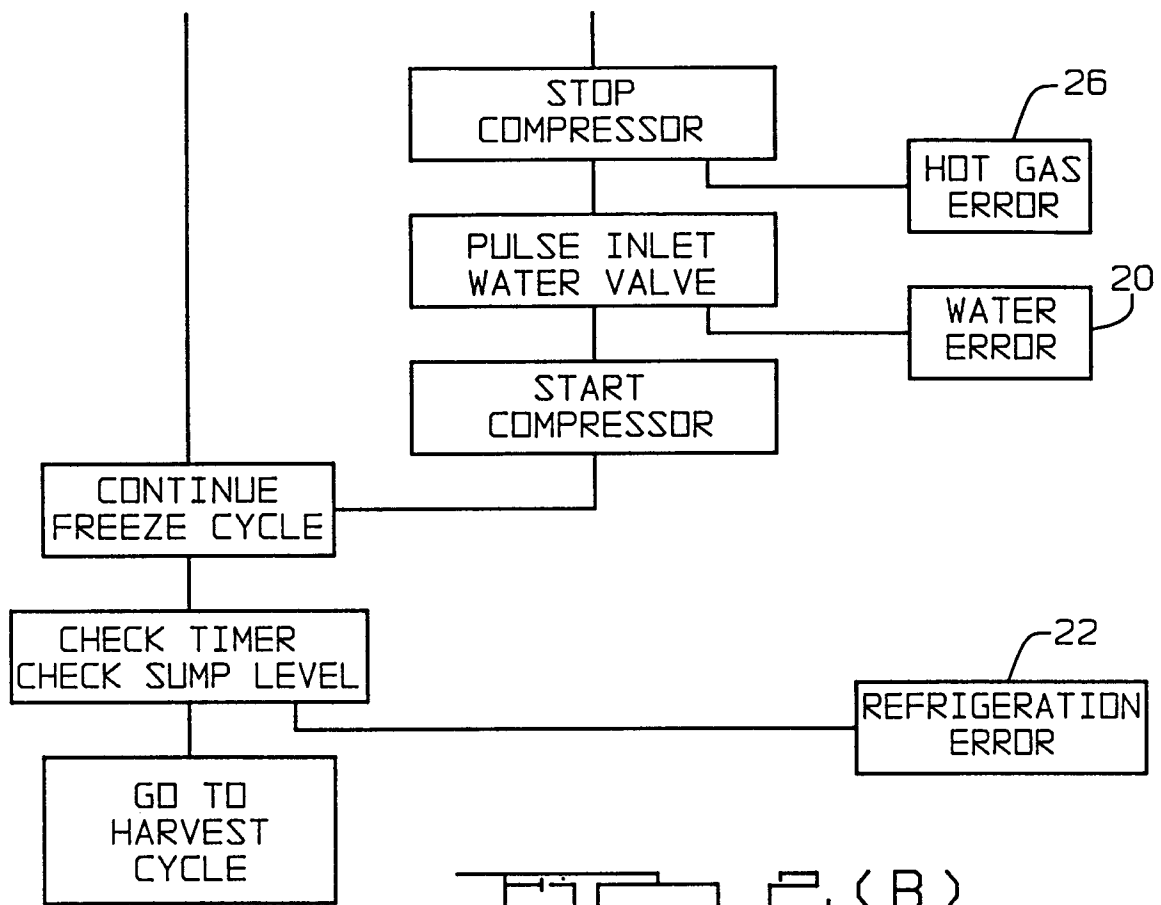 STOP
COMPRESSOR
26
HOT GAS
ERROR
PULSE INLET
WATER VALVE
20
WATER
ERROR
START
COMPRESSOR
CONTINUE
FREEZE CYCLE
CHECK TIMER
CHECK SUMP LEVEL
22
REFRIGERATION
ERROR
GO TO
HARVEST
CYCLE